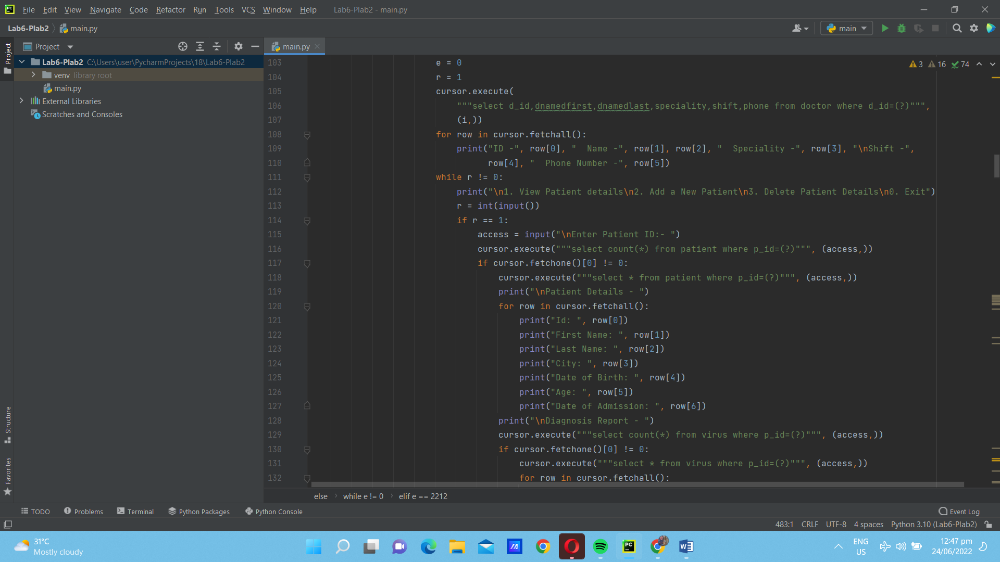 File Edit View Navigate Code Refactor Run Tools VCS Window Help Lab6-Plab2 - main.py
Lab6-Plab2 main.py
main
Project
Project
main.py
Lab6-Plab2 C:\Users\user\PycharmProjects\18\Lab6-Plab2
venv library root
main.py
External Libraries
Scratches and Consoles
3 16 74
103 e = 0
104 r = 1
105 cursor.execute(
106 """select d_id,dnamedfirst,dnamedlast,speciality,shift,phone from doctor where d_id=(?)""",
107 (i,))
108 for row in cursor.fetchall():
109 print("ID -", row[0], "  Name -", row[1], row[2], "  Speciality -", row[3], "\nShift -",
110 row[4], "  Phone Number -", row[5])
111 while r != 0:
112 print("\n1. View Patient details\n2. Add a New Patient\n3. Delete Patient Details\n0. Exit")
113 r = int(input())
114 if r == 1:
115 access = input("\nEnter Patient ID:- ")
116 cursor.execute("""select count(*) from patient where p_id=(?)""", (access,))
117 if cursor.fetchone()[0] != 0:
118 cursor.execute("""select * from patient where p_id=(?)""", (access,))
119 print("\nPatient Details - ")
120 for row in cursor.fetchall():
121 print("Id: ", row[0])
122 print("First Name: ", row[1])
123 print("Last Name: ", row[2])
124 print("City: ", row[3])
125 print("Date of Birth: ", row[4])
126 print("Age: ", row[5])
127 print("Date of Admission: ", row[6])
128 print("\nDiagnosis Report - ")
129 cursor.execute("""select count(*) from virus where p_id=(?)""", (access,))
130 if cursor.fetchone()[0] != 0:
131 cursor.execute("""select * from virus where p_id=(?)""", (access,))
132 for row in cursor.fetchall():
Structure
Favorites
else while e != 0 elif e == 2212
TODO Problems Terminal Python Packages Python Console Event Log
483:1 CRLF UTF-8 4 spaces Python 3.10 (Lab6-Plab2)
31°C
Mostly cloudy
ENG
US
12:47 pm
24/06/2022